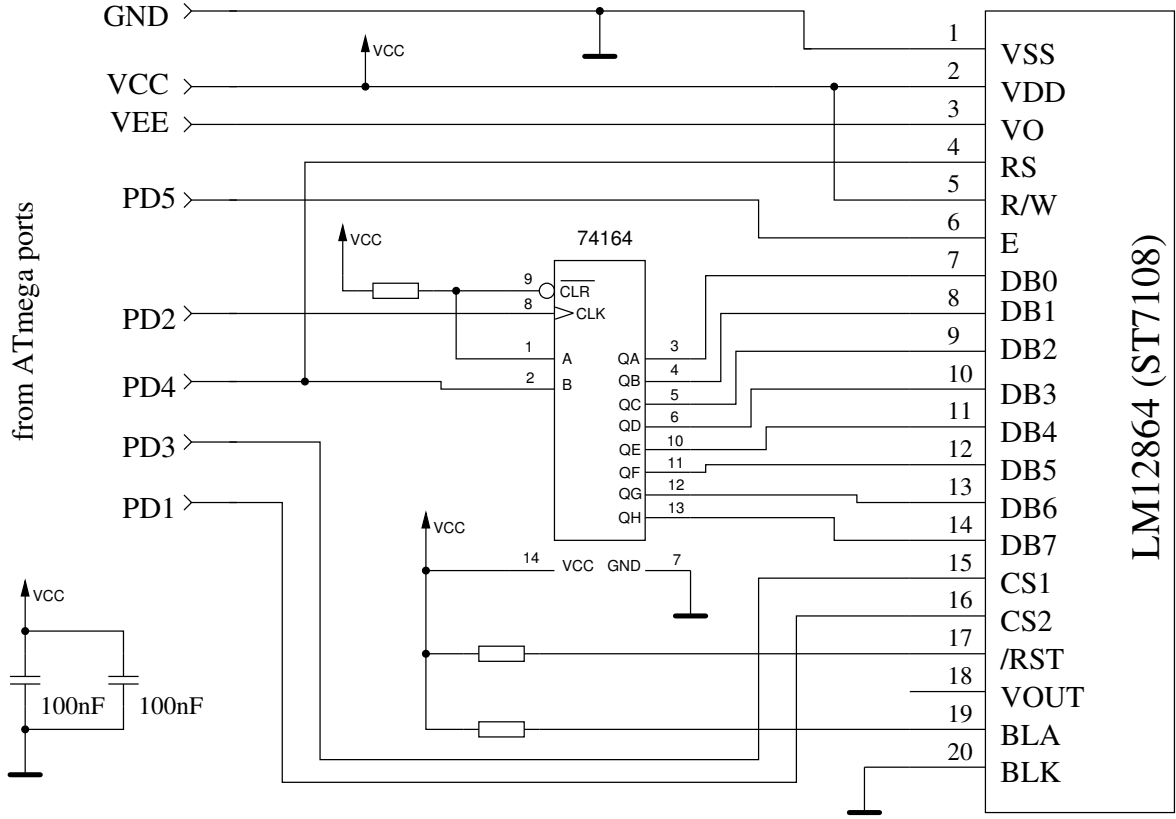 GND
VCC
VCC
VEE
PD5
PD2
PD4
PD3
PD1
from ATmega ports
VCC
74164
9 CLR
8 CLK
1 A
2 B
QA 3
QB 4
QC 5
QD 6
QE 10
QF 11
QG 12
QH 13
14 VCC GND 7
VCC
VCC
100nF 100nF
1 VSS
2 VDD
3 VO
4 RS
5 R/W
6 E
7 DB0
8 DB1
9 DB2
10 DB3
11 DB4
12 DB5
13 DB6
14 DB7
15 CS1
16 CS2
17 /RST
18 VOUT
19 BLA
20 BLK
LM12864 (ST7108)